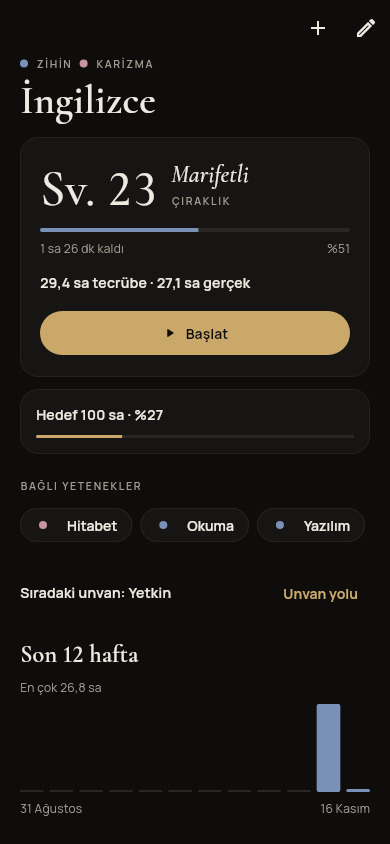 ZİHİN KARİZMA
İngilizce
Sv. 23 Marifetli
ÇIRAKLIK
1 sa 26 dk kaldı %51
29,4 sa tecrübe · 27,1 sa gerçek
Başlat
Hedef 100 sa · %27
BAĞLI YETENEKLER
Hitabet Okuma Yazılım
Sıradaki unvan: Yetkin Unvan yolu
Son 12 hafta
En çok 26,8 sa
31 Ağustos 16 Kasım